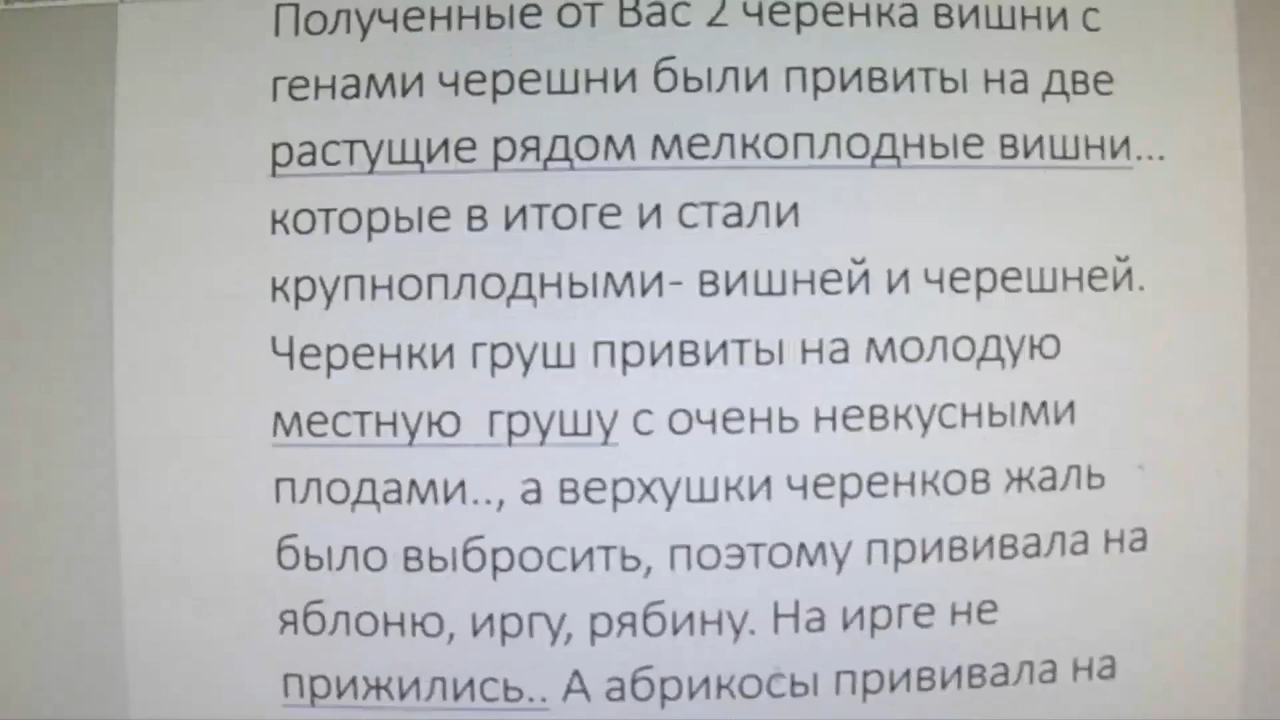 Полученные от Вас 2 черенка вишни с
генами черешни были привиты на две
растущие рядом мелкоплодные вишни...
которые в итоге и стали
крупноплодными- вишней и черешней.
Черенки груш привиты на молодую
местную грушу с очень невкусными
плодами.., а верхушки черенков жаль
было выбросить, поэтому прививала на
яблоню, иргу, рябину. На ирге не
прижились.. А абрикосы прививала на